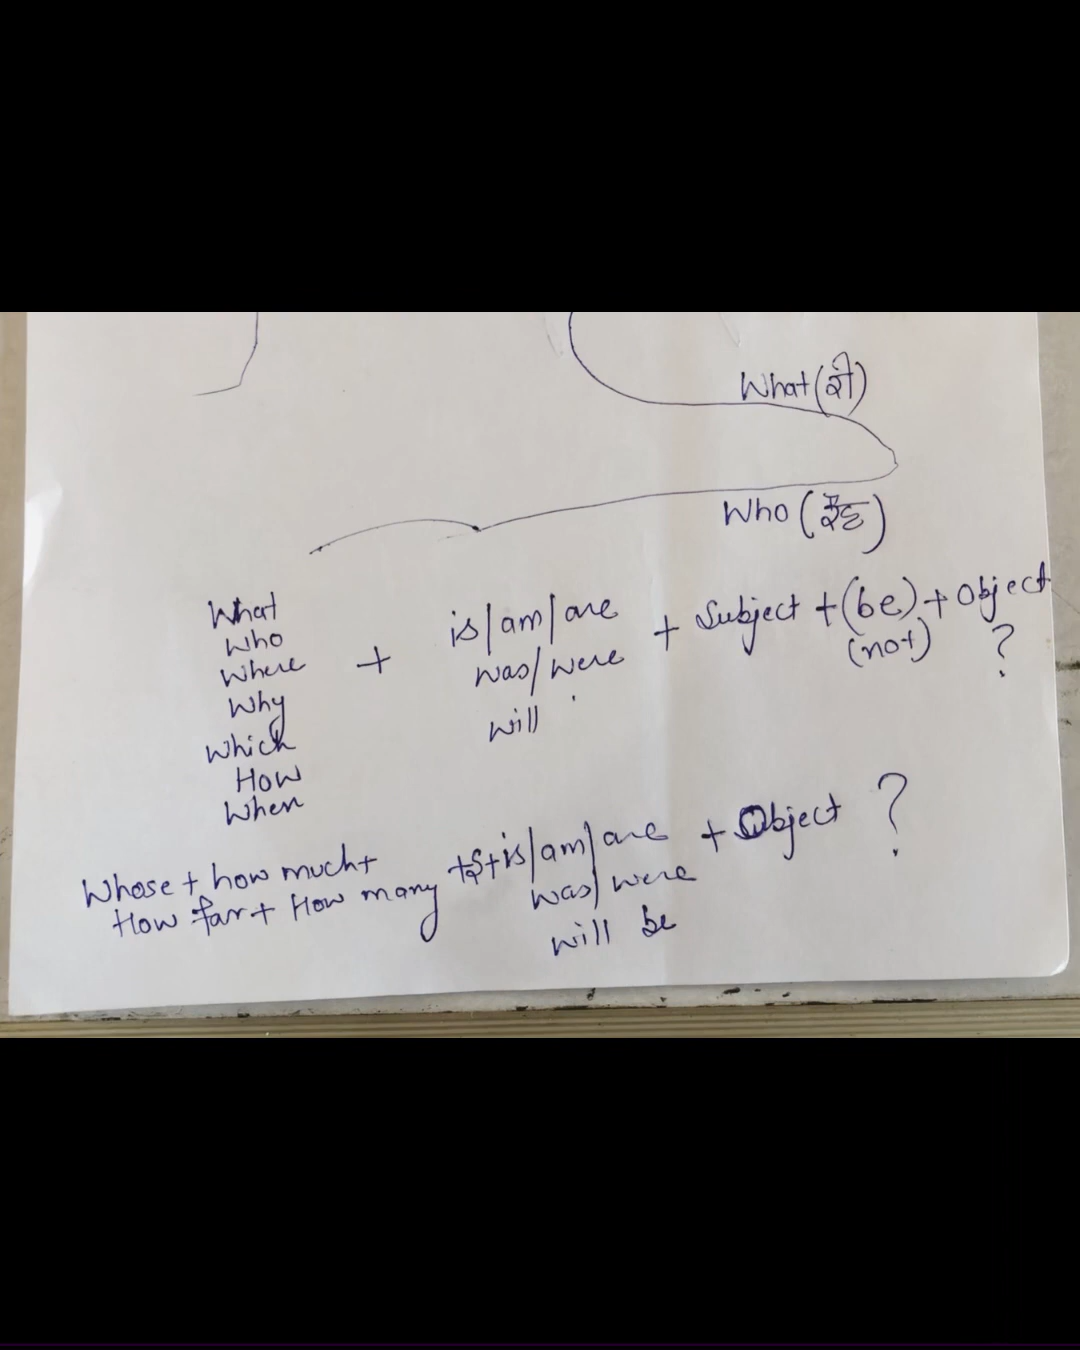 What (ਕੀ)
Who (ਕੌਣ)
What
Who
Where
Why
Which
How
When
+
is/am/are
was/were
will
+ Subject + (be) + Object
(not) ?
Whose + how much +
How far + How many
+S+ is/am/are
was/were
will be
+ Object ?